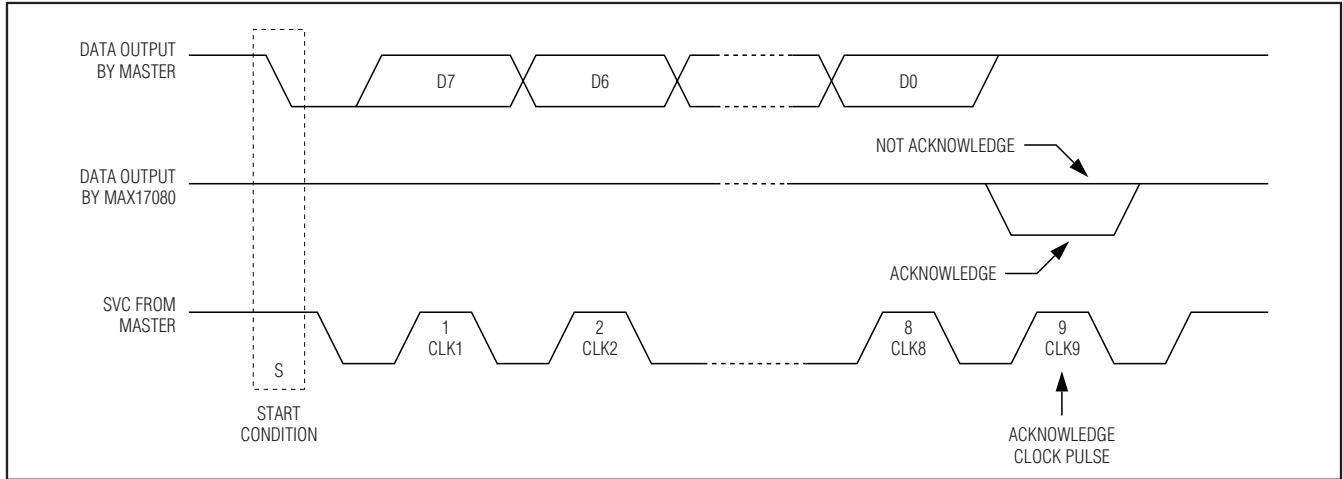 DATA OUTPUT
BY MASTER
D7
D6
D0
NOT ACKNOWLEDGE
DATA OUTPUT
BY MAX17080
ACKNOWLEDGE
SVC FROM
MASTER
1
CLK1
2
CLK2
8
CLK8
9
CLK9
S
START
CONDITION
ACKNOWLEDGE
CLOCK PULSE